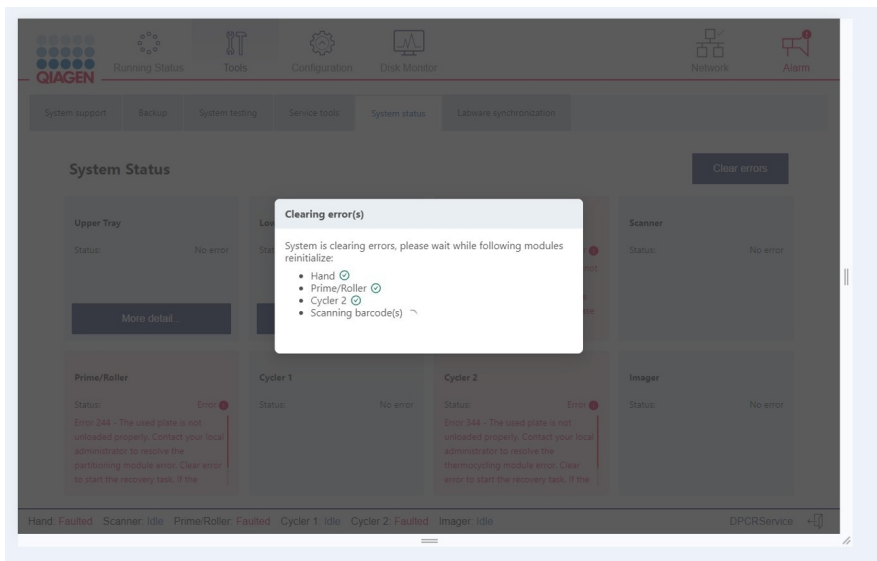 QIAGEN
Running Status Tools Configuration Disk Monitor Network Alarm
System support Backup System testing Service tools System status Labware synchronization
System Status
Clear errors
Upper Tray
Status: No error
More detail...
Clearing error(s)
System is clearing errors, please wait while following modules
reinitialize:
Hand
Prime/Roller
Cycler 2
Scanning barcode(s)
Scanner
Status: No error
Prime/Roller
Status: Error
Error 344 - The used plate is not
unloaded properly. Contact your local
administrator to resolve the
partitioning module error. Clear error
to start the recovery task. If the
Cycler 1
Status: No error
Cycler 2
Status: Error
Error 344 - The used plate is not
unloaded properly. Contact your local
administrator to resolve the
thermocycling module error. Clear
error to start the recovery task. If the
Imager
Status: No error
Hand: Faulted Scanner: Idle Prime/Roller: Faulted Cycler 1: Idle Cycler 2: Faulted Imager: Idle DPCRService